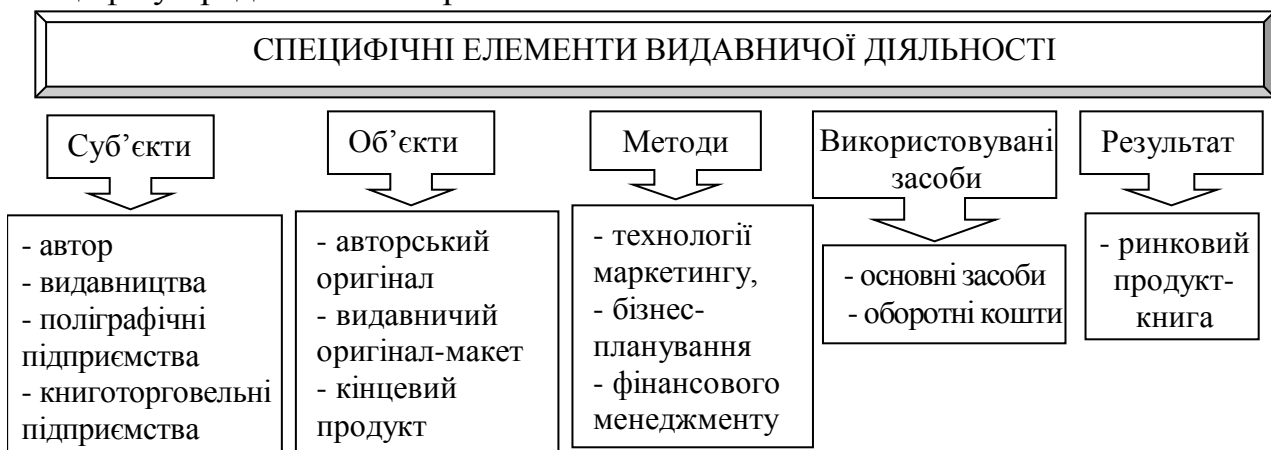 СПЕЦИФІЧНІ ЕЛЕМЕНТИ ВИДАВНИЧОЇ ДІЯЛЬНОСТІ
Суб’єкти
- автор
- видавництва
- поліграфічні
підприємства
- книготорговельні
підприємства
Об’єкти
- авторський
оригінал
- видавничий
оригінал-макет
- кінцевий
продукт
Методи
- технології
маркетингу,
- бізнес-
планування
- фінансового
менеджменту
Використовувані
засоби
- основні засоби
- оборотні кошти
Результат
- ринковий
продукт-
книга